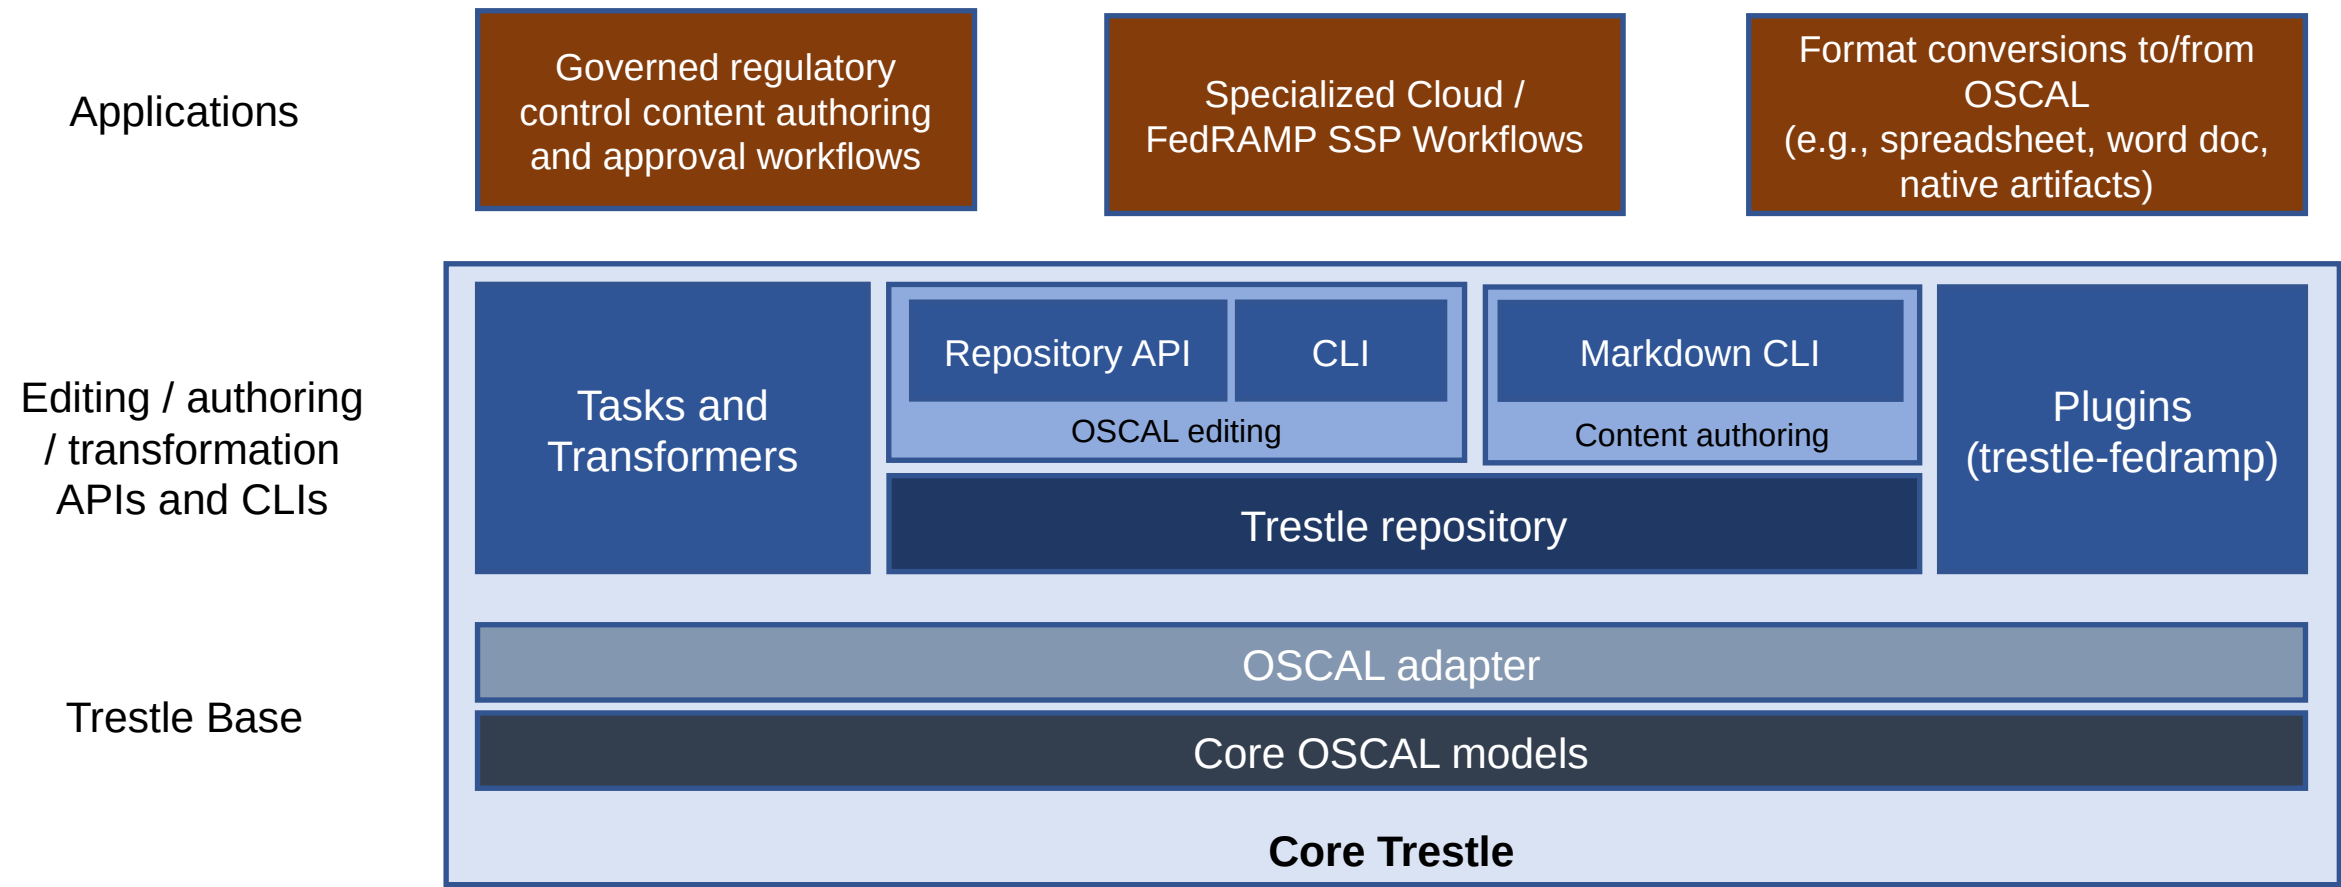 Applications
Governed regulatory
control content authoring
and approval workflows
Specialized Cloud /
FedRAMP SSP Workflows
Format conversions to/from
OSCAL
(e.g., spreadsheet, word doc,
native artifacts)
Editing / authoring
/ transformation
APIs and CLIs
Tasks and
Transformers
Repository API
CLI
OSCAL editing
Markdown CLI
Content authoring
Trestle repository
Plugins
(trestle-fedramp)
Trestle Base
OSCAL adapter
Core OSCAL models
Core Trestle